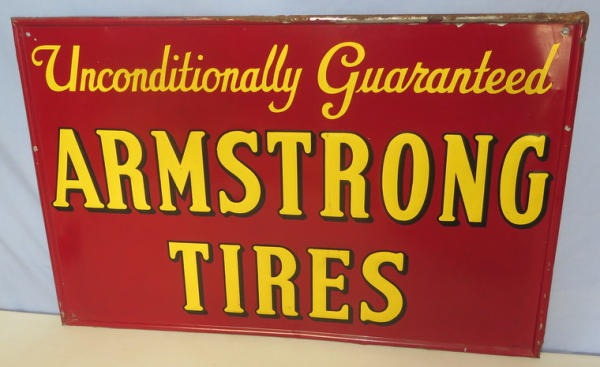 Unconditionally Guaranteed
ARMSTRONG
TIRES